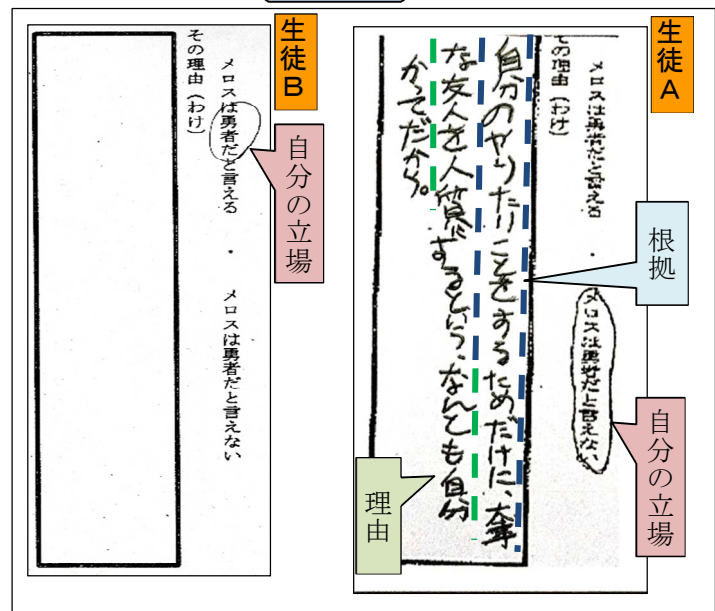 生徒A
メロスは勇者だと言える ・ メロスは勇者だと言えない
その理由（わけ）
自分のやりたいことをするためだけに、大事
な友人を人質にするという、なんとも自分
かってだから。
根拠
自分の立場
理由
生徒B
メロスは勇者だと言える ・ メロスは勇者だと言えない
その理由（わけ）
自分の立場